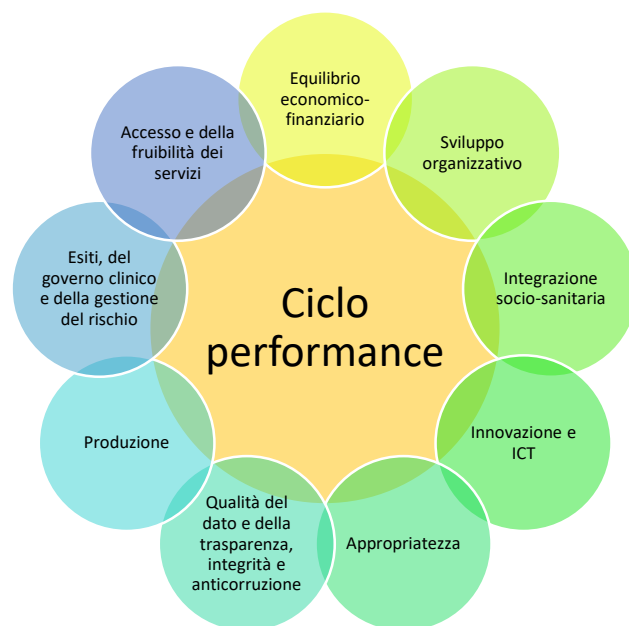 Equilibrio
economico-
finanziario
Sviluppo
organizzativo
Integrazione
socio-sanitaria
Innovazione e
ICT
Appropriatezza
Qualità del
dato e della
trasparenza,
integrità e
anticorruzione
Produzione
Esiti, del
governo clinico
e della gestione
del rischio
Accesso e della
fruibilità dei
servizi
Ciclo
performance